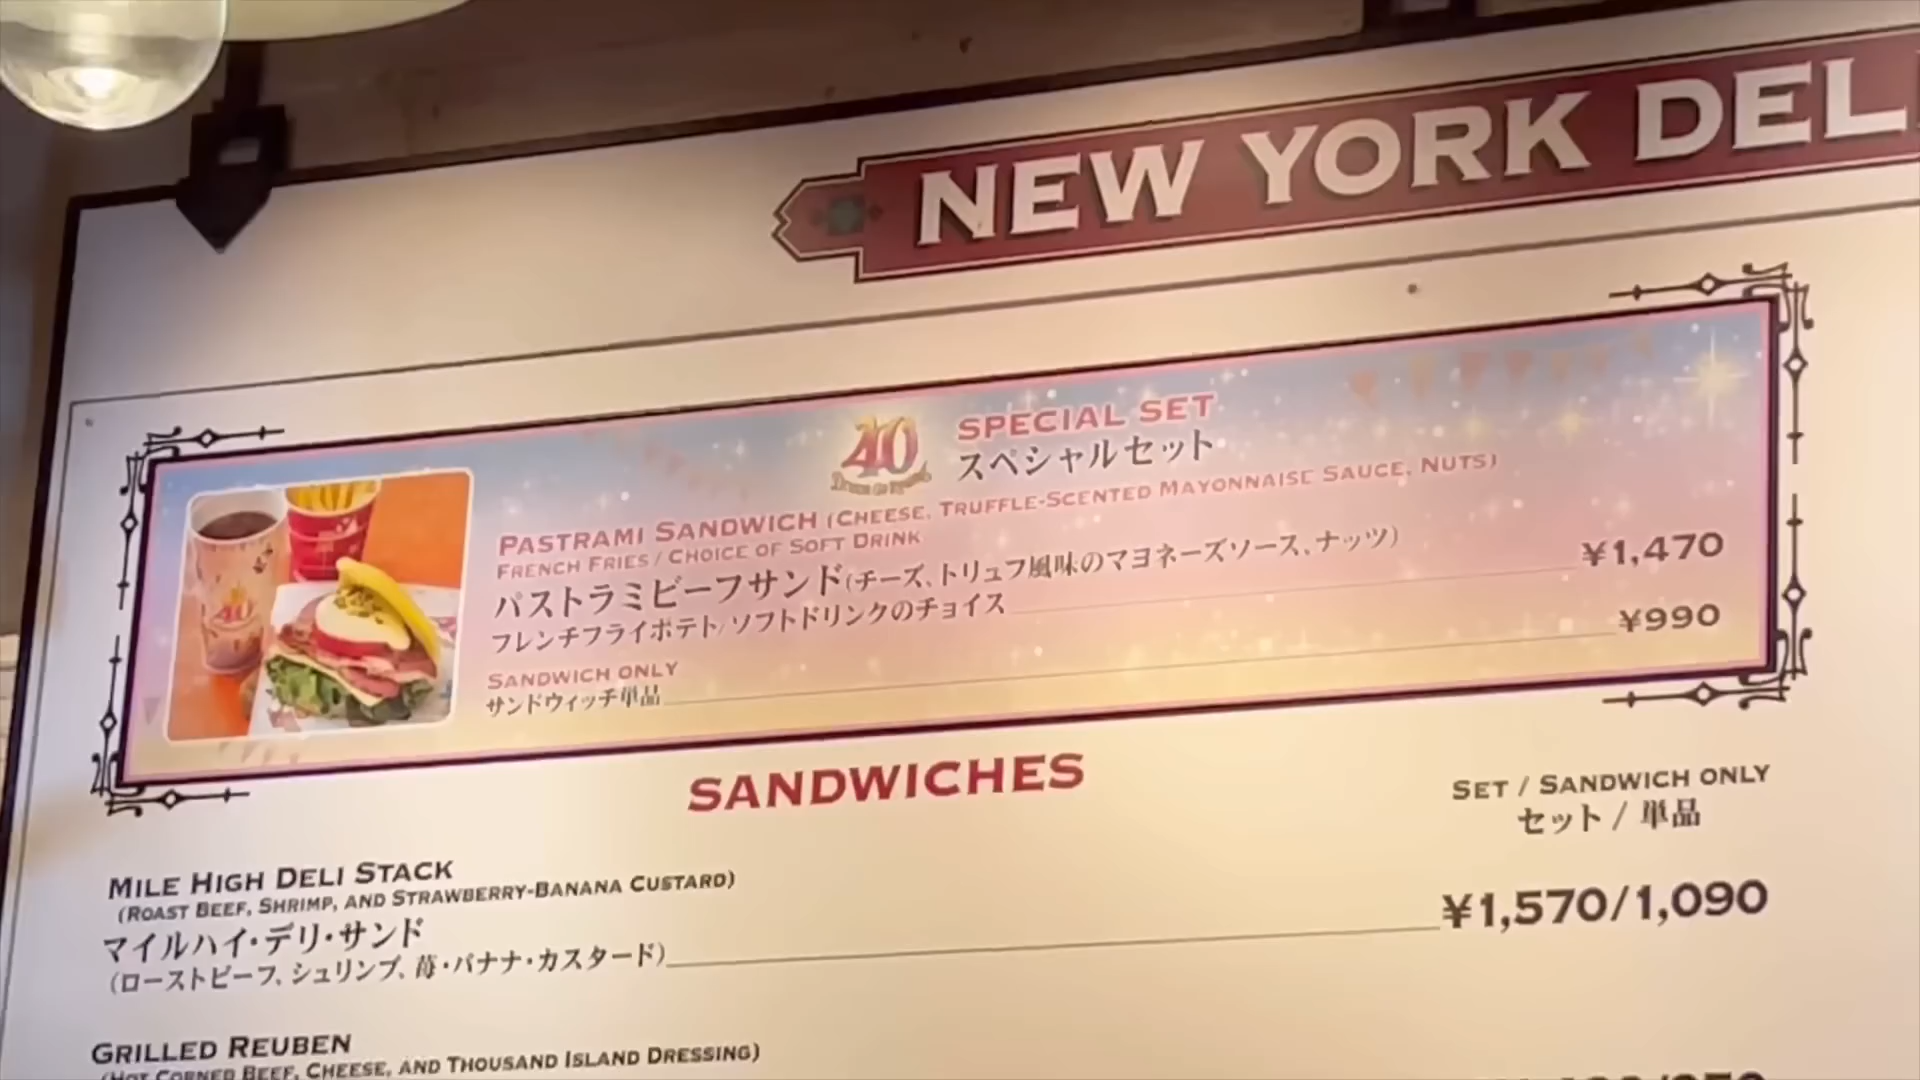 NEW YORK DEL
40
SPECIAL SET
スペシャルセット
PASTRAMI SANDWICH (CHEESE, TRUFFLE-SCENTED MAYONNAISE SAUCE, NUTS)
FRENCH FRIES / CHOICE OF SOFT DRINK
パストラミビーフサンド(チーズ、トリュフ風味のマヨネーズソース、ナッツ)
フレンチフライポテト/ソフトドリンクのチョイス ¥1,470
SANDWICH ONLY
サンドウィッチ単品 ¥990
SANDWICHES
SET / SANDWICH ONLY
セット / 単品
MILE HIGH DELI STACK
(ROAST BEEF, SHRIMP, AND STRAWBERRY-BANANA CUSTARD)
マイルハイ・デリ・サンド
(ローストビーフ、シュリンプ、苺・バナナ・カスタード) ¥1,570/1,090
GRILLED REUBEN
(HOT CORNED BEEF, CHEESE, AND THOUSAND ISLAND DRESSING)